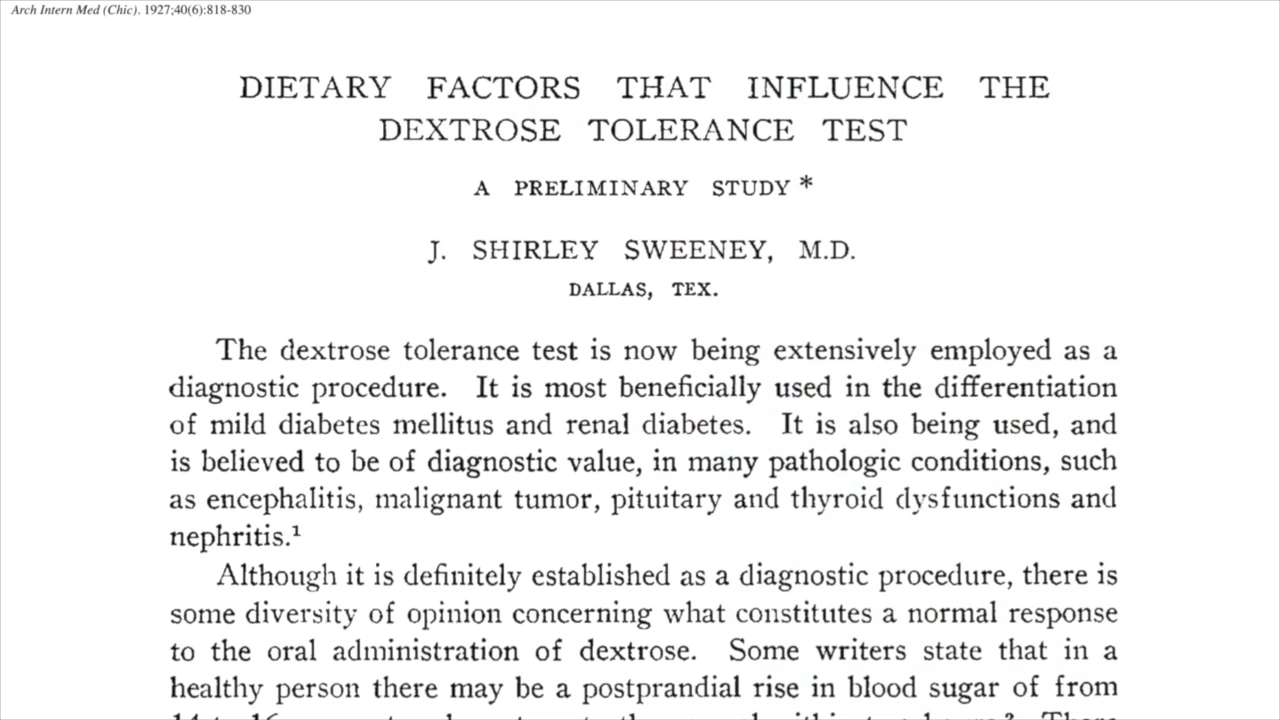 Arch Intern Med (Chic). 1927;40(6):818-830
DIETARY FACTORS THAT INFLUENCE THE
DEXTROSE TOLERANCE TEST
A PRELIMINARY STUDY *
J. SHIRLEY SWEENEY, M.D.
DALLAS, TEX.
The dextrose tolerance test is now being extensively employed as a
diagnostic procedure. It is most beneficially used in the differentiation
of mild diabetes mellitus and renal diabetes. It is also being used, and
is believed to be of diagnostic value, in many pathologic conditions, such
as encephalitis, malignant tumor, pituitary and thyroid dysfunctions and
nephritis.¹
Although it is definitely established as a diagnostic procedure, there is
some diversity of opinion concerning what constitutes a normal response
to the oral administration of dextrose. Some writers state that in a
healthy person there may be a postprandial rise in blood sugar of from